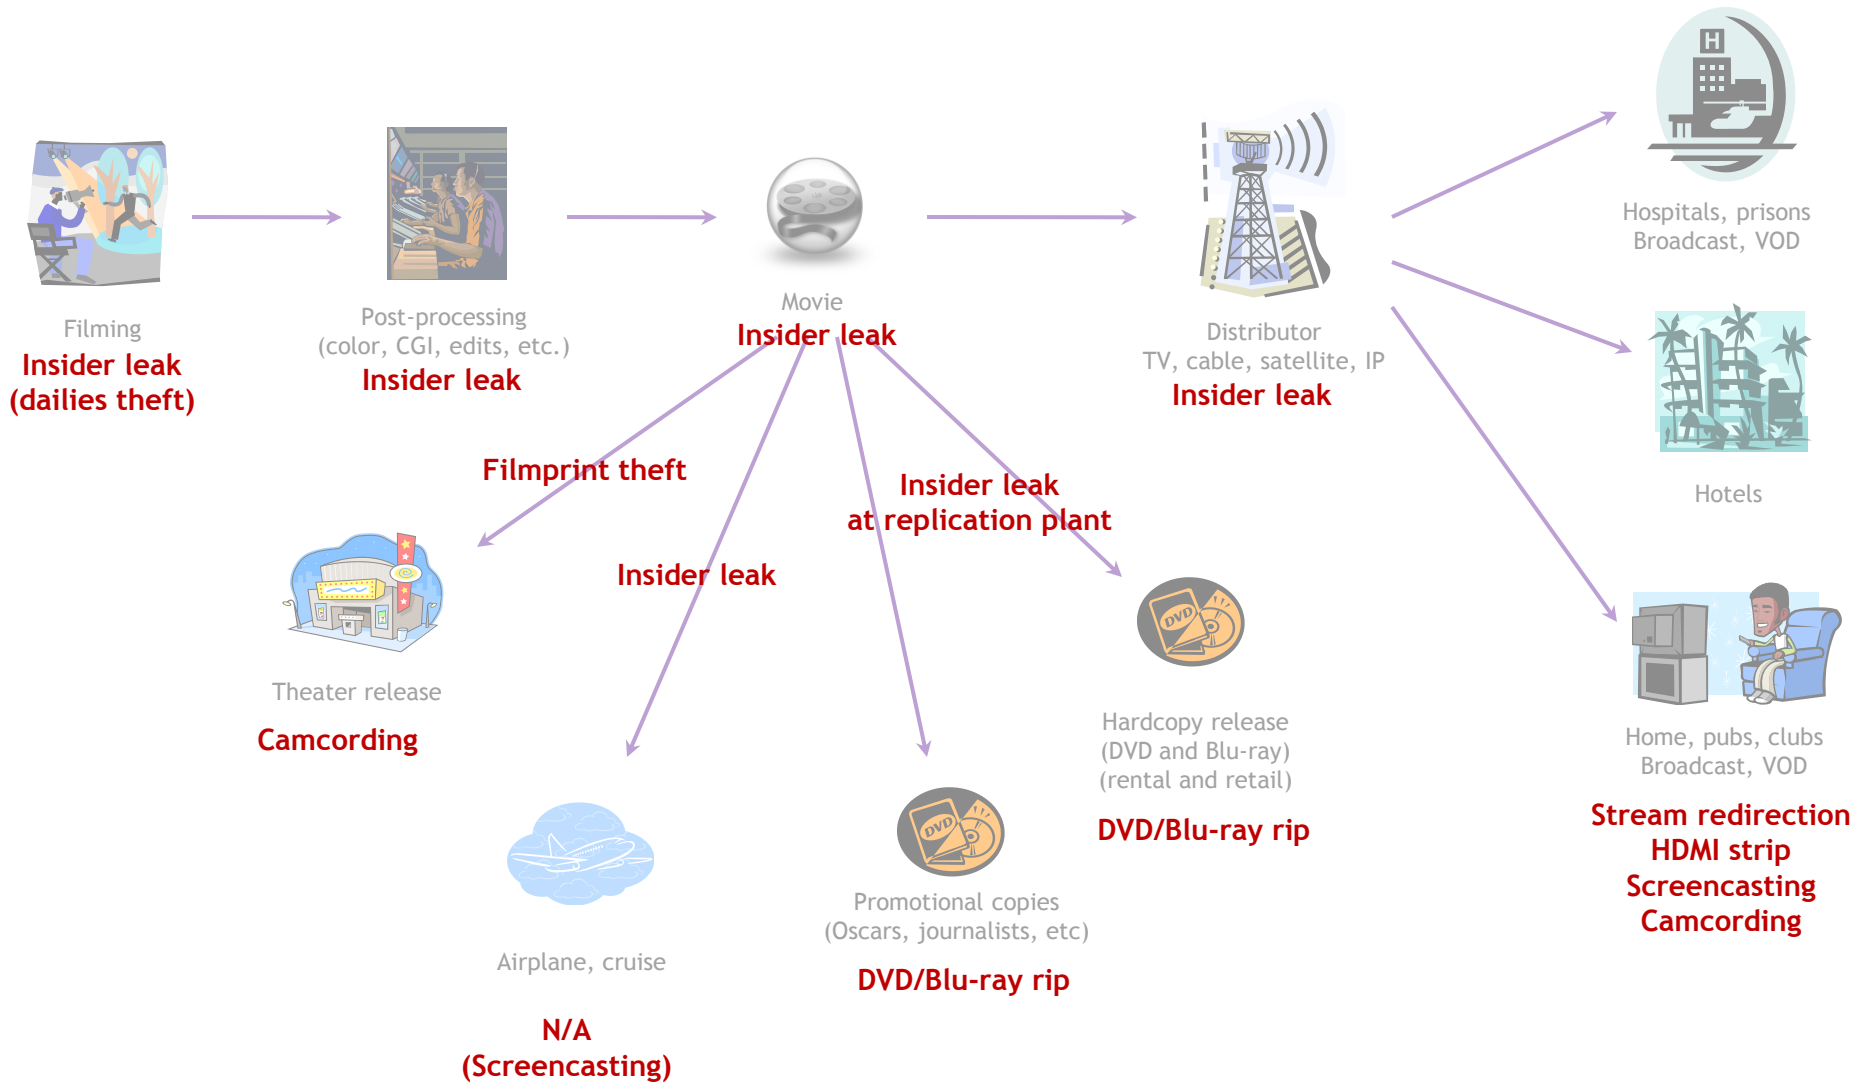 Filming
Insider leak
(dailies theft)
Post-processing
(color, CGI, edits, etc.)
Insider leak
Movie
Insider leak
Distributor
TV, cable, satellite, IP
Insider leak
H
Hospitals, prisons
Broadcast, VOD
Hotels
Filmprint theft
Insider leak
at replication plant
Insider leak
Theater release
Camcording
Airplane, cruise
N/A
(Screencasting)
DVD
Promotional copies
(Oscars, journalists, etc)
DVD/Blu-ray rip
DVD
Hardcopy release
(DVD and Blu-ray)
(rental and retail)
DVD/Blu-ray rip
Home, pubs, clubs
Broadcast, VOD
Stream redirection
HDMI strip
Screencasting
Camcording